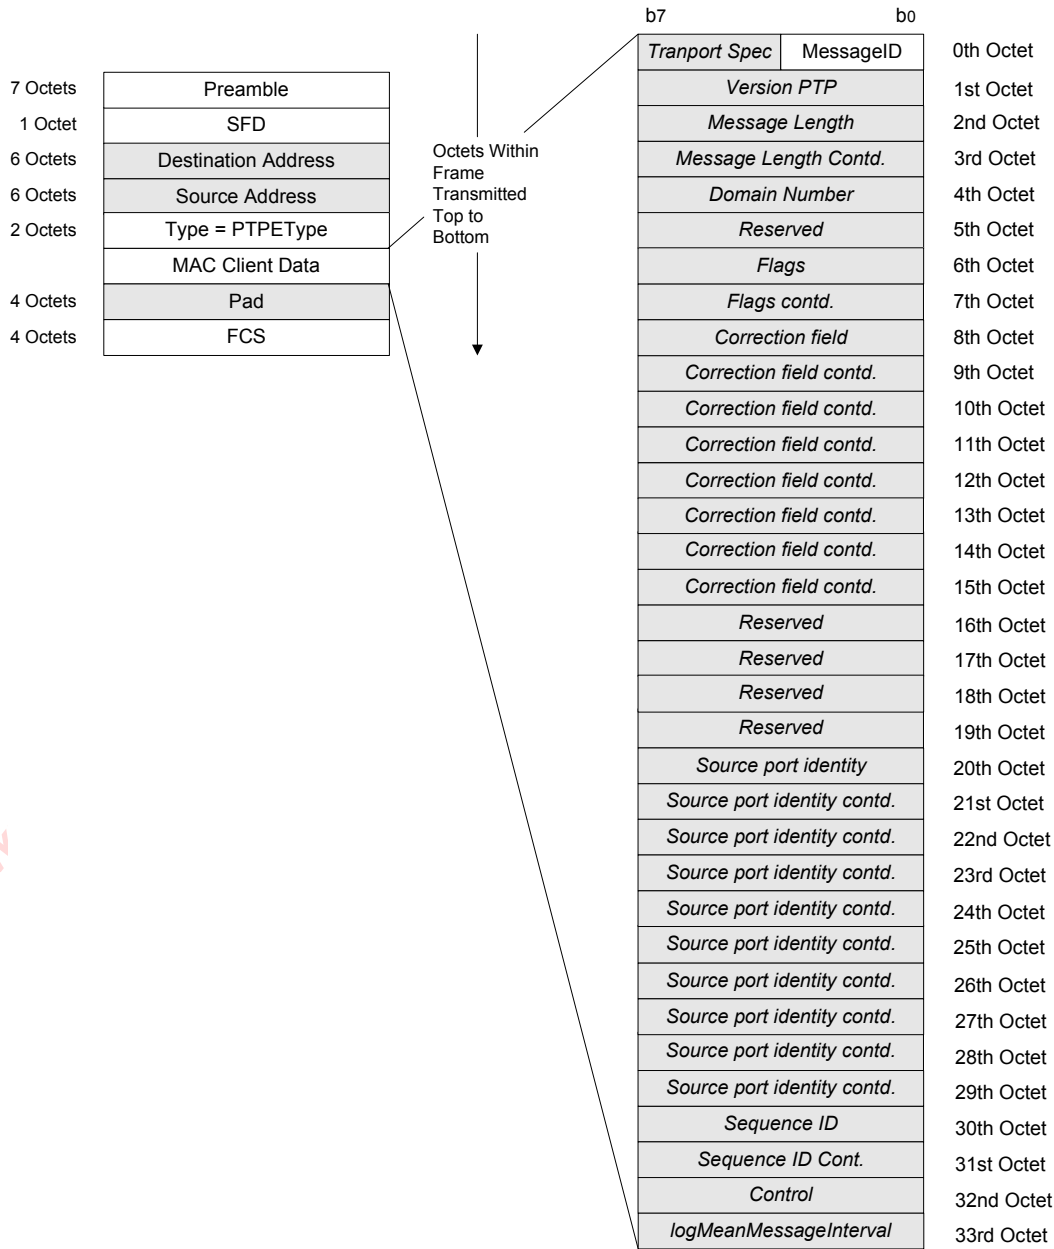 b7 b0
Tranport Spec MessageID 0th Octet
Version PTP 1st Octet
Message Length 2nd Octet
Message Length Contd. 3rd Octet
Domain Number 4th Octet
Reserved 5th Octet
Flags 6th Octet
Flags contd. 7th Octet
Correction field 8th Octet
Correction field contd. 9th Octet
Correction field contd. 10th Octet
Correction field contd. 11th Octet
Correction field contd. 12th Octet
Correction field contd. 13th Octet
Correction field contd. 14th Octet
Correction field contd. 15th Octet
Reserved 16th Octet
Reserved 17th Octet
Reserved 18th Octet
Reserved 19th Octet
Source port identity 20th Octet
Source port identity contd. 21st Octet
Source port identity contd. 22nd Octet
Source port identity contd. 23rd Octet
Source port identity contd. 24th Octet
Source port identity contd. 25th Octet
Source port identity contd. 26th Octet
Source port identity contd. 27th Octet
Source port identity contd. 28th Octet
Source port identity contd. 29th Octet
Sequence ID 30th Octet
Sequence ID Cont. 31st Octet
Control 32nd Octet
logMeanMessageInterval 33rd Octet
7 Octets Preamble
1 Octet SFD
6 Octets Destination Address
6 Octets Source Address
2 Octets Type = PTPEType
MAC Client Data
4 Octets Pad
4 Octets FCS
Octets Within
Frame
Transmitted
Top to
Bottom